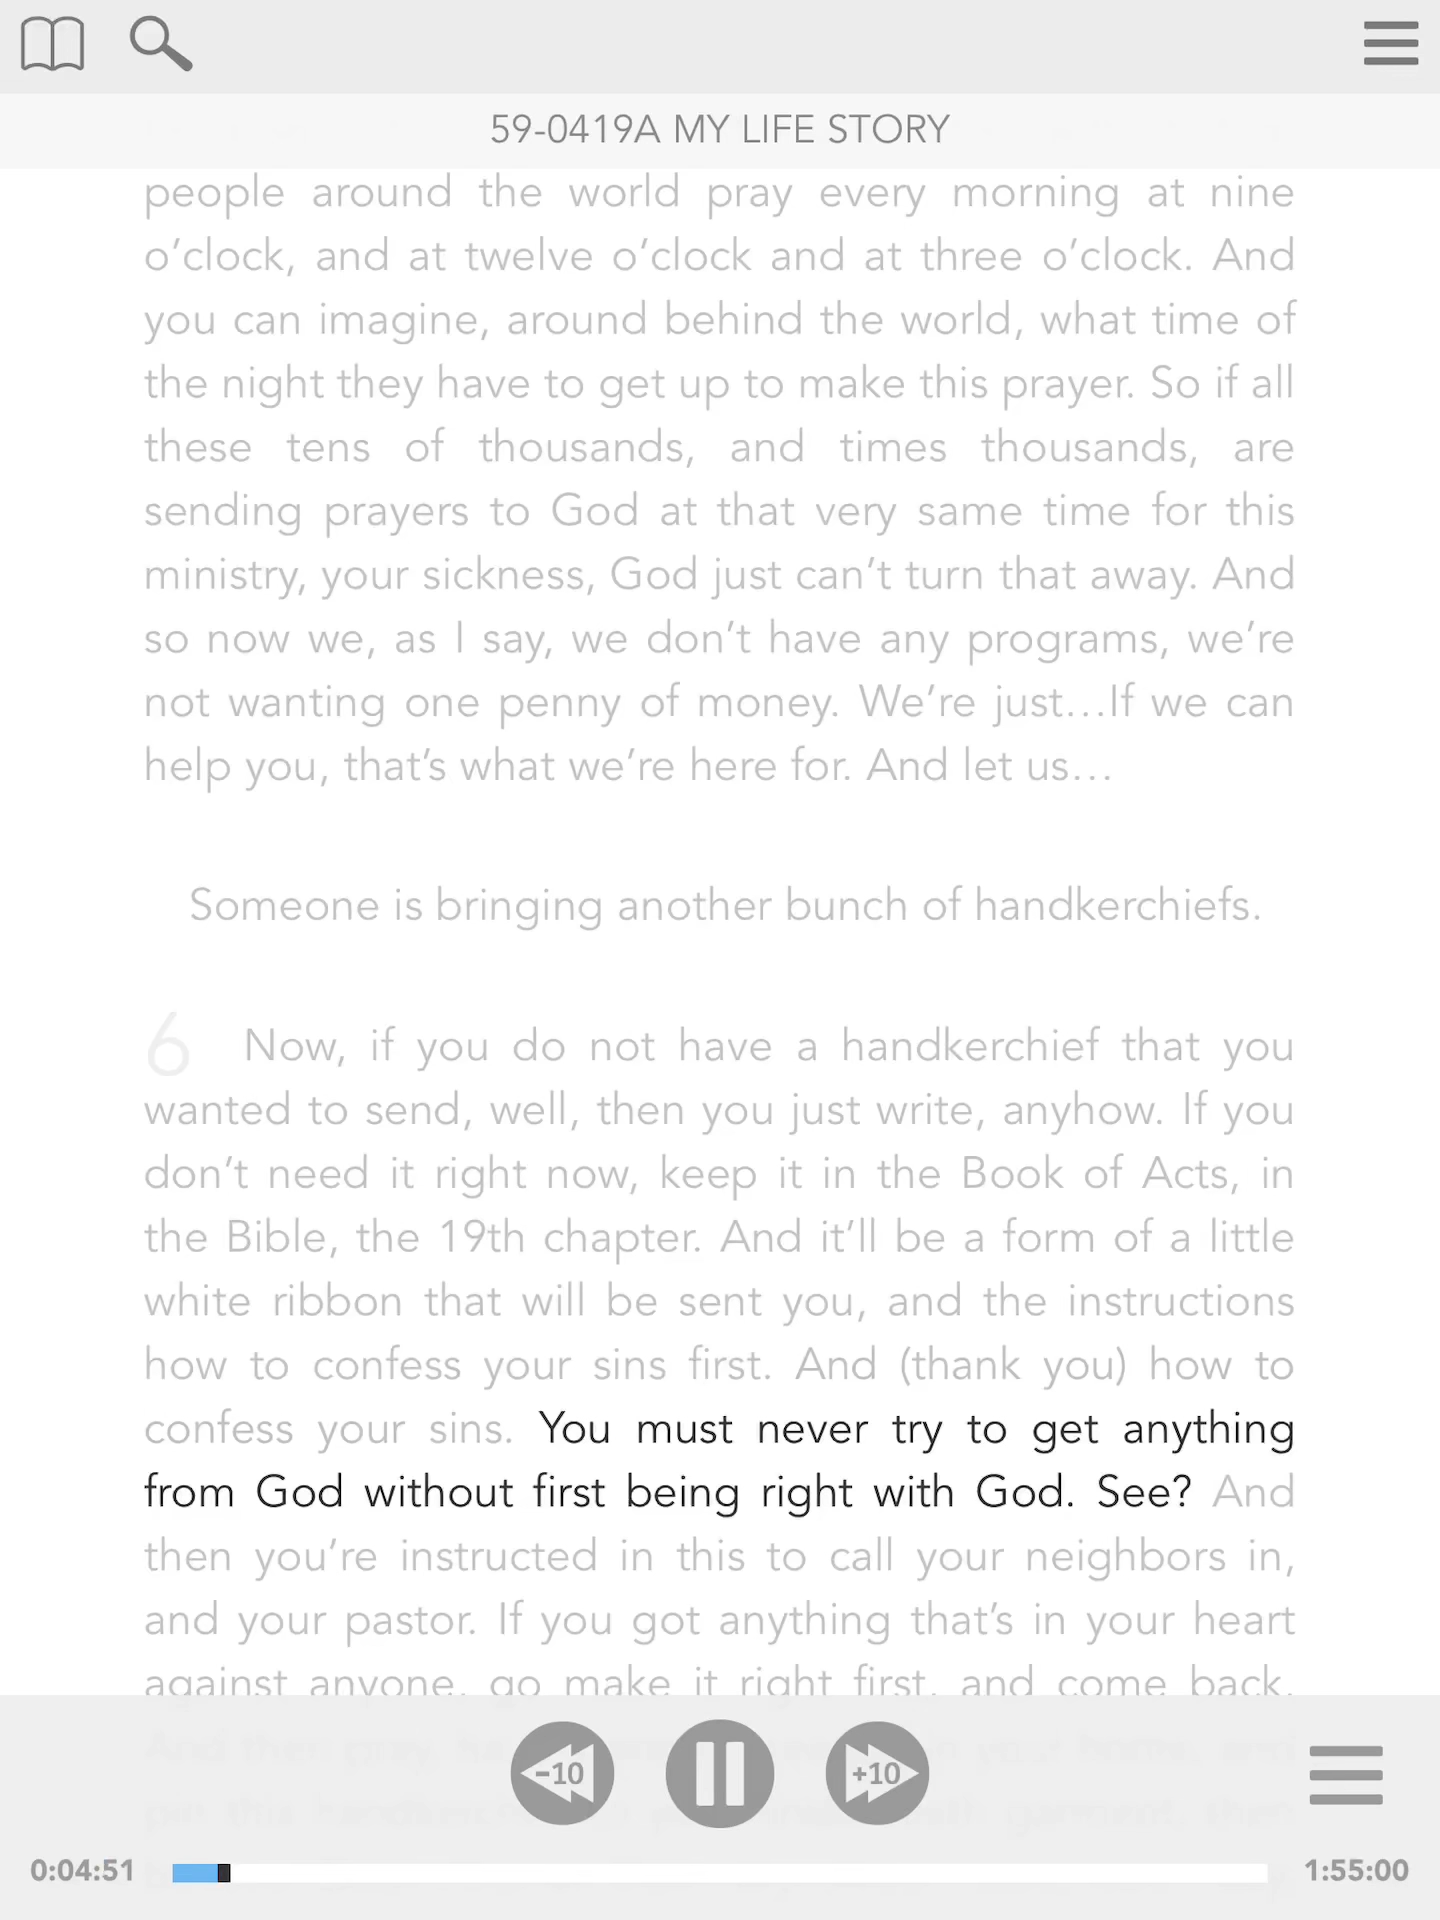 59-0419A MY LIFE STORY
people around the world pray every morning at nine
o’clock, and at twelve o’clock and at three o’clock. And
you can imagine, around behind the world, what time of
the night they have to get up to make this prayer. So if all
these tens of thousands, and times thousands, are
sending prayers to God at that very same time for this
ministry, your sickness, God just can’t turn that away. And
so now we, as I say, we don’t have any programs, we’re
not wanting one penny of money. We’re just…If we can
help you, that’s what we’re here for. And let us…
Someone is bringing another bunch of handkerchiefs.
6 Now, if you do not have a handkerchief that you
wanted to send, well, then you just write, anyhow. If you
don’t need it right now, keep it in the Book of Acts, in
the Bible, the 19th chapter. And it’ll be a form of a little
white ribbon that will be sent you, and the instructions
how to confess your sins first. And (thank you) how to
confess your sins. You must never try to get anything
from God without first being right with God. See? And
then you’re instructed in this to call your neighbors in,
and your pastor. If you got anything that’s in your heart
against anyone, go make it right first, and come back.
-10 +10
0:04:51 1:55:00